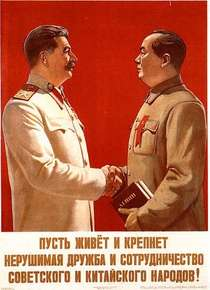 ПУСТЬ ЖИВЁТ И КРЕПНЕТ
НЕРУШИМАЯ ДРУЖБА И СОТРУДНИЧЕСТВО
СОВЕТСКОГО И КИТАЙСКОГО НАРОДОВ!